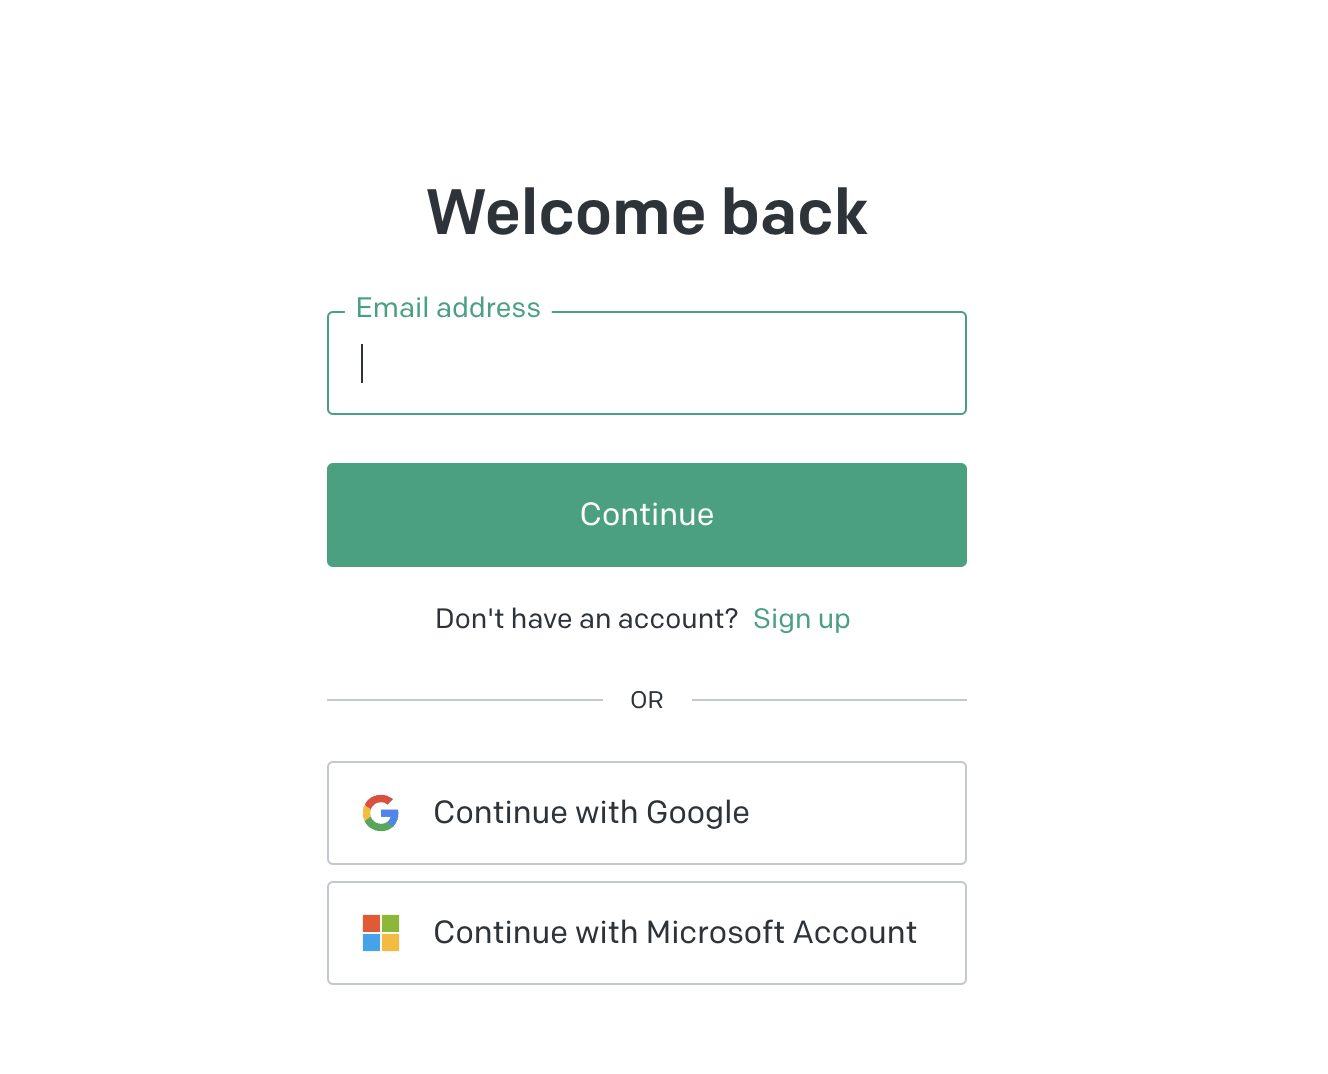 Welcome back
Email address
Continue
Don't have an account? Sign up
OR
Continue with Google
Continue with Microsoft Account